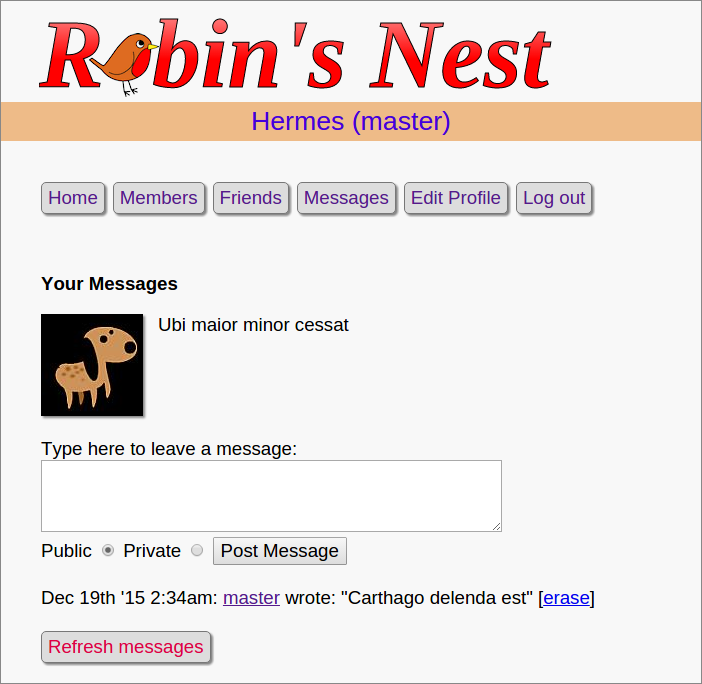 Robin's Nest
Hermes (master)
Home Members Friends Messages Edit Profile Log out
Your Messages
Ubi maior minor cessat
Type here to leave a message:
Public Private Post Message
Dec 19th '15 2:34am: master wrote: "Carthago delenda est" [erase]
Refresh messages